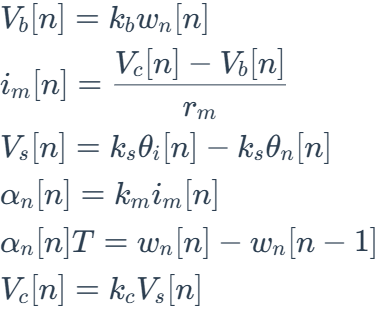 V_b[n] = k_b w_n[n]
i_m[n] = \frac{V_c[n] - V_b[n]}{r_m}
V_s[n] = k_s θ_i[n] - k_s θ_n[n]
α_n[n] = k_m i_m[n]
α_n[n]T = w_n[n] - w_n[n - 1]
V_c[n] = k_c V_s[n]